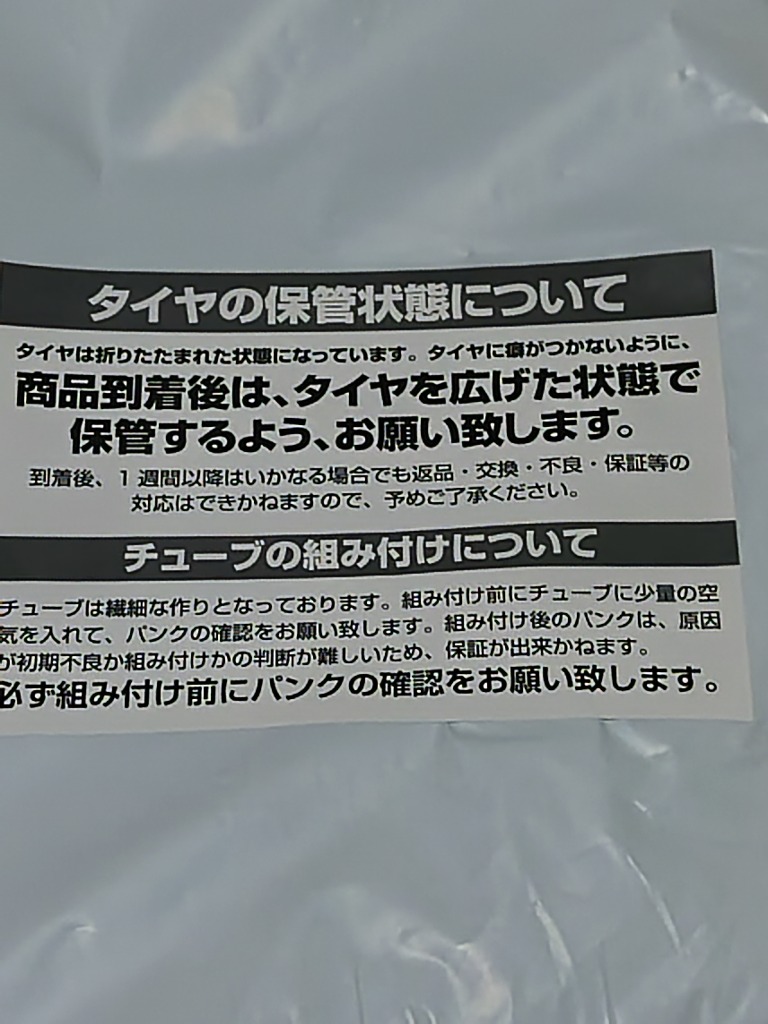 タイヤの保管状態について
タイヤは折りたたまれた状態になっています。タイヤに癖がつかないように、
商品到着後は、タイヤを広げた状態で
保管するよう、お願い致します。
到着後、1週間以降はいかなる場合でも返品・交換・不良・保証等の
対応はできかねますので、予めご了承ください。
チューブの組み付けについて
チューブは繊細な作りとなっております。組み付け前にチューブに少量の空
気を入れて、パンクの確認をお願い致します。組み付け後のパンクは、原因
が初期不良か組み付けかの判断が難しいため、保証が出来かねます。
必ず組み付け前にパンクの確認をお願い致します。